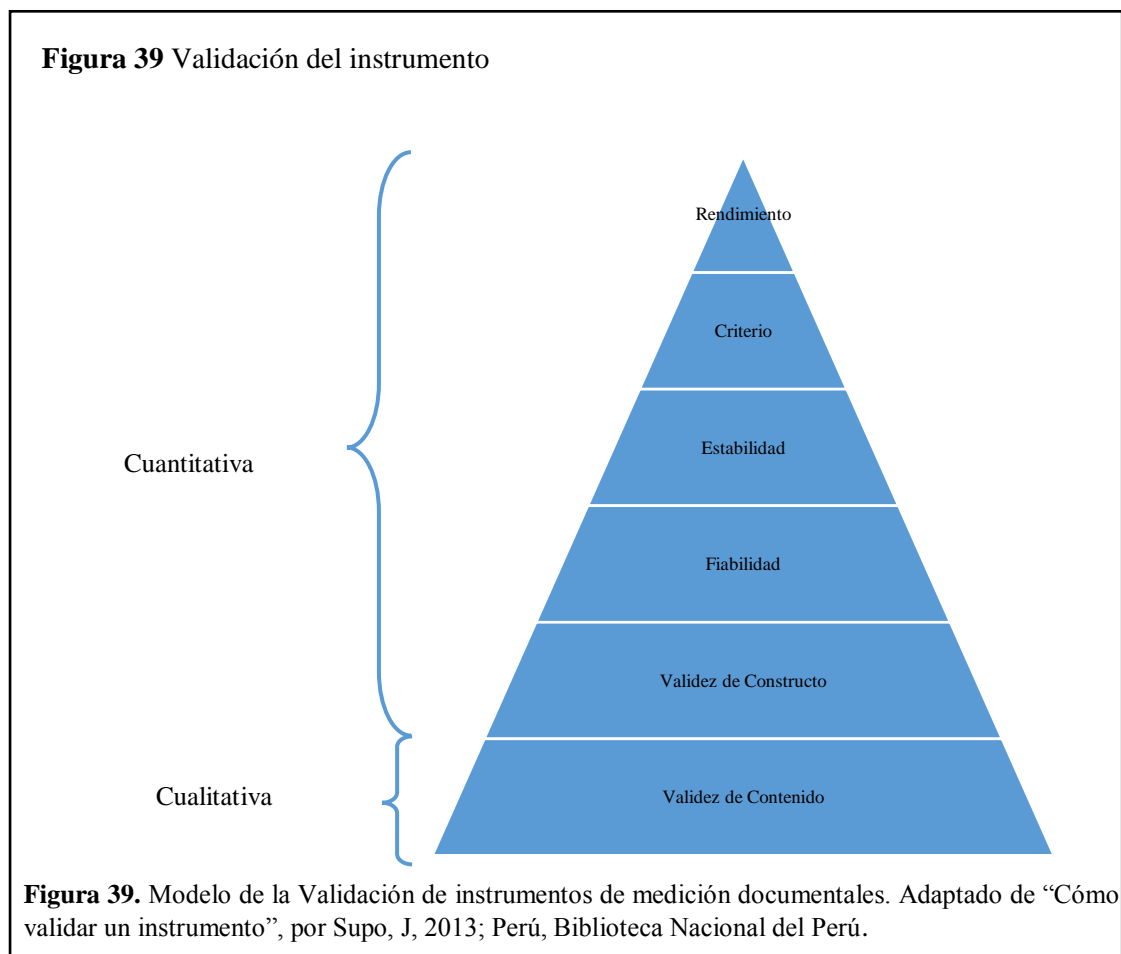 Figura 39 Validación del instrumento
Rendimiento
Criterio
Estabilidad
Cuantitativa
Fiabilidad
Validez de Constructo
Cualitativa
Validez de Contenido
Figura 39. Modelo de la Validación de instrumentos de medición documentales. Adaptado de “Cómo
validar un instrumento”, por Supo, J, 2013; Perú, Biblioteca Nacional del Perú.